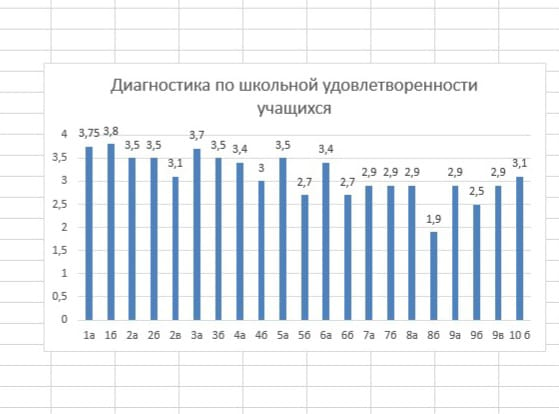 Диагностика по школьной удовлетворенности
учащихся
4
3,5
3
2,5
2
1,5
1
0,5
0
3,75 3,8 3,5 3,5 3,1 3,7 3,5 3,4 3 3,5 2,7 3,4 2,7 2,9 2,9 2,9 1,9 2,9 2,5 2,9 3,1
1а 1б 2а 2б 2в 3а 3б 4а 4б 5а 5б 6а 6б 7а 7б 8а 8б 9а 9б 9в 10 б